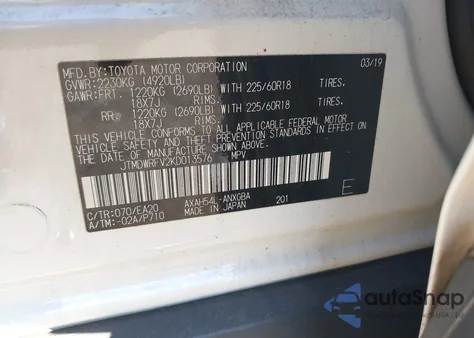 MFD. BY: TOYOTA MOTOR CORPORATION 03/19
GVWR: 2230KG (4920LB)
GAWR: FRT. 1220KG (2690LB) WITH 225/60R18 TIRES.
18X7J RIMS.
RR. 1220KG (2690LB) WITH 225/60R18 TIRES.
18X7J RIMS.
THIS VEHICLE CONFORMS TO ALL APPLICABLE FEDERAL MOTOR
VEHICLE SAFETY AND THEFT PREVENTION STANDARDS IN EFFECT
ON THE DATE OF MANUFACTURE SHOWN ABOVE.
JTMDWRFV2KD013576 MPV
C/TR: 070/EA20 AXAH54L-ANXGBA 201
A/TM: -02A/P710 MADE IN JAPAN E
autoSnap